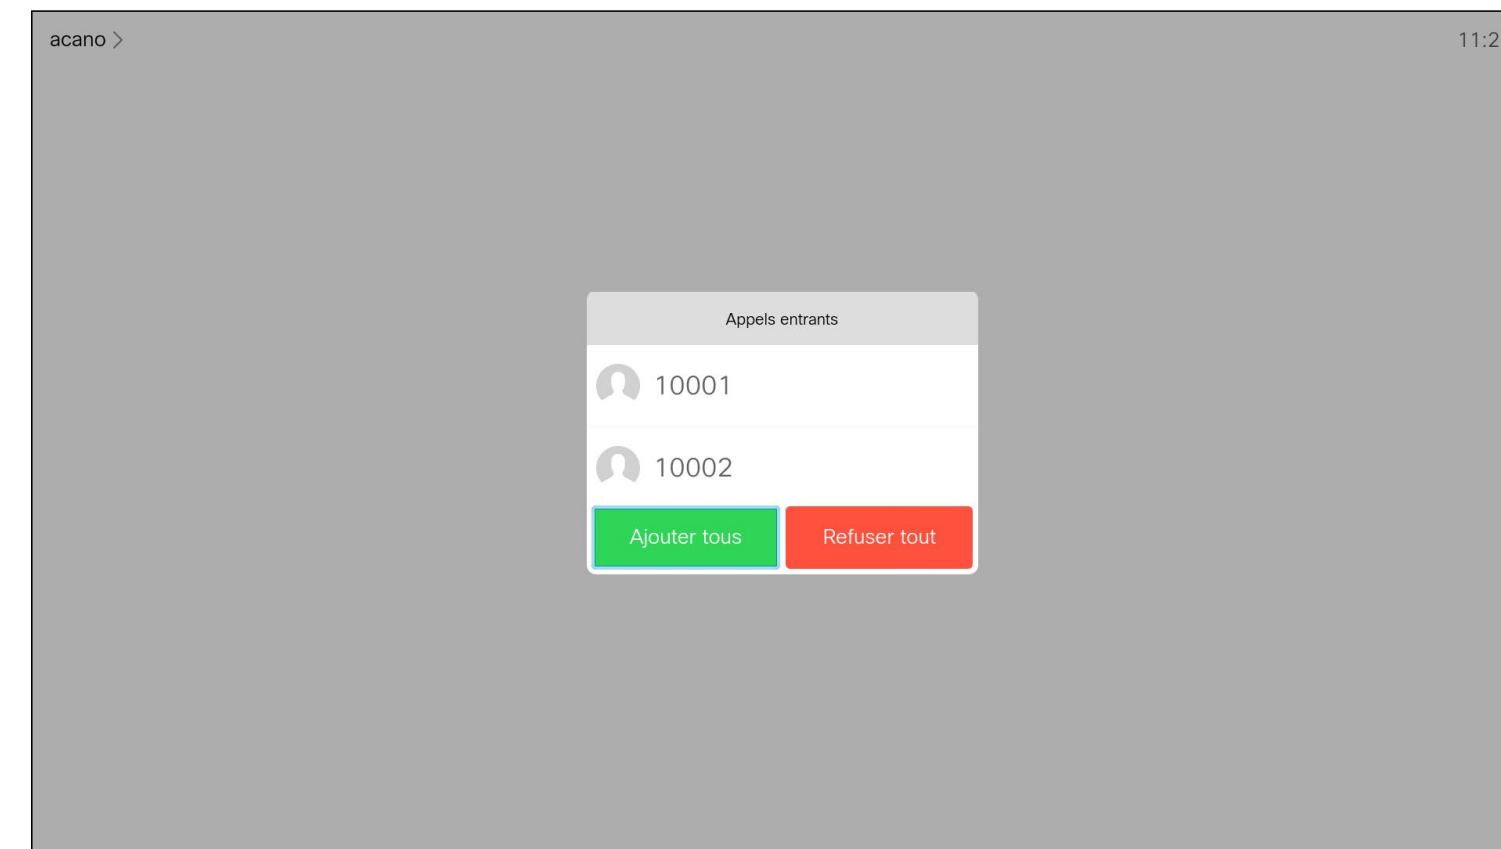 acano >
11:2
Appels entrants
10001
10002
Ajouter tous
Refuser tout